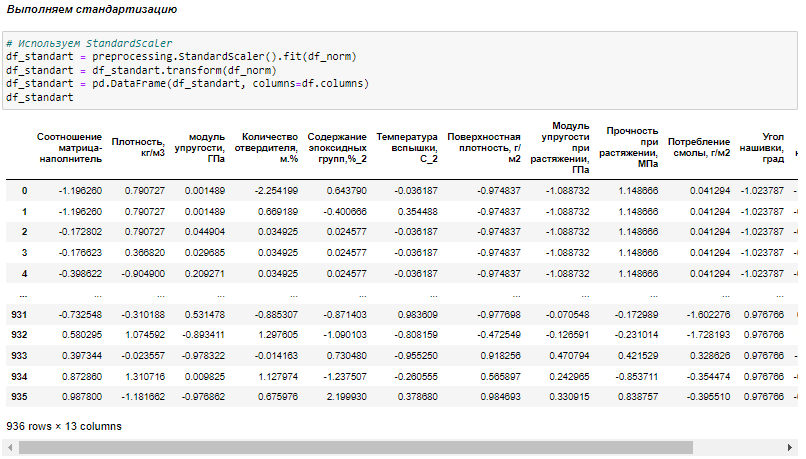 Выполняем стандартизацию
# Используем StandardScaler
df_standart = preprocessing.StandardScaler().fit(df_norm)
df_standart = df_standart.transform(df_norm)
df_standart = pd.DataFrame(df_standart, columns=df.columns)
df_standart
Соотношение матрица-наполнитель Плотность, кг/м3 модуль упругости, ГПа Количество отвердителя, м.% Содержание эпоксидных групп,%_2 Температура вспышки, С_2 Поверхностная плотность, г/м2 Модуль упругости при растяжении, ГПа Прочность при растяжении, МПа Потребление смолы, г/м2 Угол нашивки, град
0 -1.196260 0.790727 0.001489 -2.254199 0.643790 -0.036187 -0.974837 -1.088732 1.148666 0.041294 -1.023787
1 -1.196260 0.790727 0.001489 0.669189 -0.400666 0.354488 -0.974837 -1.088732 1.148666 0.041294 -1.023787
2 -0.172802 0.790727 0.044904 0.034925 0.024577 -0.036187 -0.974837 -1.088732 1.148666 0.041294 -1.023787
3 -0.176623 0.366820 0.029685 0.034925 0.024577 -0.036187 -0.974837 -1.088732 1.148666 0.041294 -1.023787
4 -0.398622 -0.904900 0.209271 0.034925 0.024577 -0.036187 -0.974837 -1.088732 1.148666 0.041294 -1.023787
... ... ... ... ... ... ... ... ... ... ... ...
931 -0.732548 -0.310188 0.531478 -0.885307 -0.871403 0.983609 -0.977698 -0.070548 -0.172989 -1.602276 0.976766
932 0.580295 1.074592 -0.893411 1.297605 -1.090103 -0.808159 -0.472549 -0.126591 -0.231014 -1.728193 0.976766
933 0.397344 -0.023557 -0.978322 -0.014163 0.730480 -0.955250 0.918256 0.470794 0.421529 0.328626 0.976766
934 0.872860 1.310716 0.009825 1.127974 -1.237507 -0.260555 0.565897 0.242965 -0.853711 -0.354474 0.976766
935 0.987800 -1.181662 -0.976862 0.675976 2.199930 0.378680 0.984693 0.330915 0.838757 -0.395510 0.976766
936 rows × 13 columns